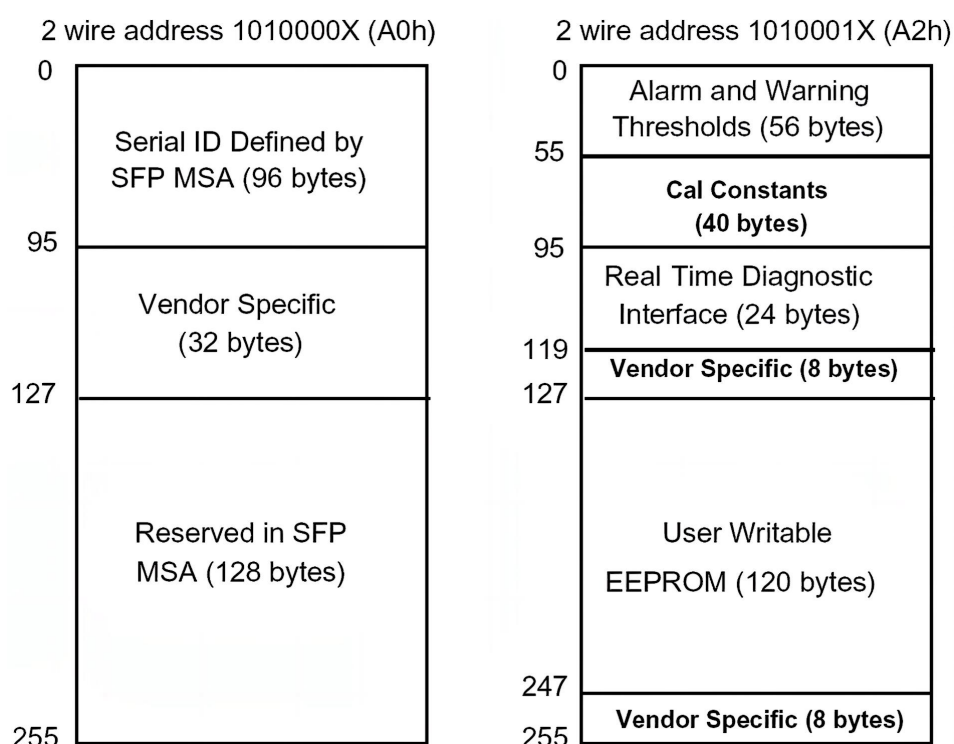 2 wire address 1010000X (A0h)
0
Serial ID Defined by
SFP MSA (96 bytes)
95
Vendor Specific
(32 bytes)
127
Reserved in SFP
MSA (128 bytes)
255
2 wire address 1010001X (A2h)
0
Alarm and Warning
Thresholds (56 bytes)
55
Cal Constants
(40 bytes)
95
Real Time Diagnostic
Interface (24 bytes)
119
Vendor Specific (8 bytes)
127
User Writable
EEPROM (120 bytes)
247
Vendor Specific (8 bytes)
255